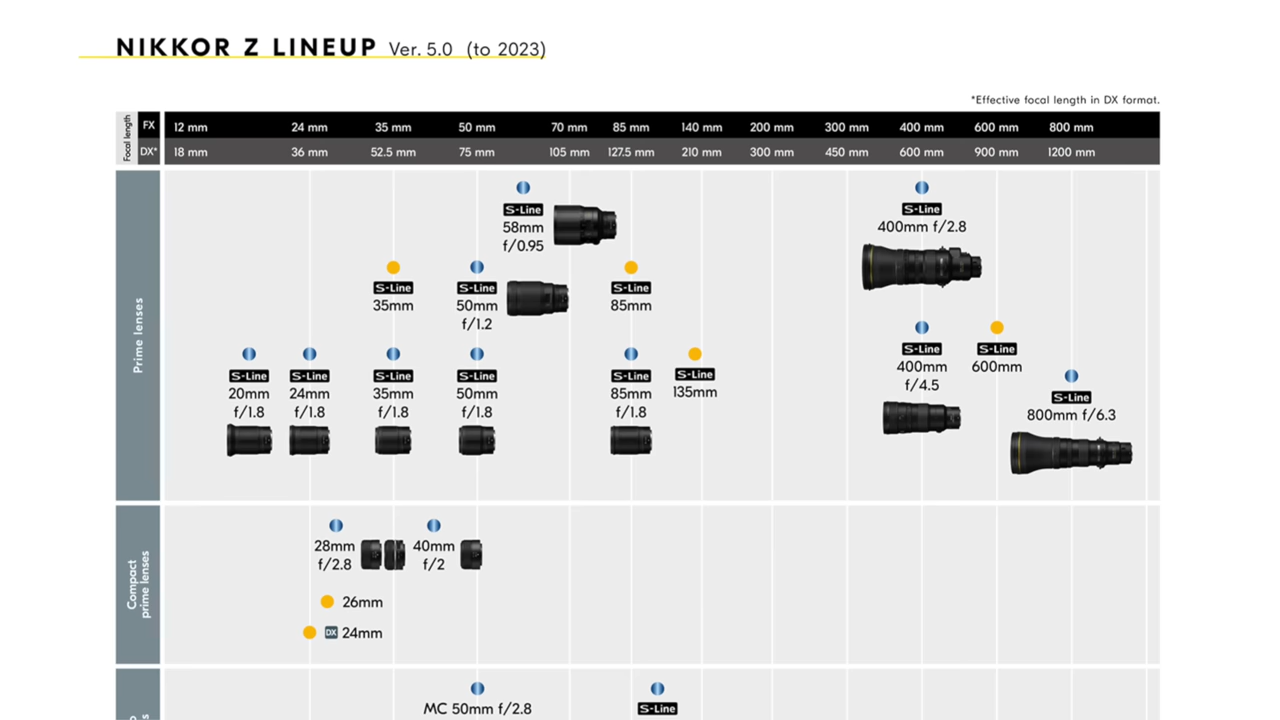 NIKKOR Z LINEUP Ver. 5.0 (to 2023)
*Effective focal length in DX format.
Focal length
FX 12 mm 24 mm 35 mm 50 mm 70 mm 85 mm 140 mm 200 mm 300 mm 400 mm 600 mm 800 mm
DX* 18 mm 36 mm 52.5 mm 75 mm 105 mm 127.5 mm 210 mm 300 mm 450 mm 600 mm 900 mm 1200 mm
Prime lenses
S-Line
58mm
f/0.95
S-Line
400mm f/2.8
S-Line
35mm
S-Line
50mm
f/1.2
S-Line
85mm
S-Line
20mm
f/1.8
S-Line
24mm
f/1.8
S-Line
35mm
f/1.8
S-Line
50mm
f/1.8
S-Line
85mm
f/1.8
S-Line
135mm
S-Line
400mm
f/4.5
S-Line
600mm
S-Line
800mm f/6.3
Compact
prime lenses
28mm
f/2.8
40mm
f/2
26mm
DX 24mm
MC 50mm f/2.8
S-Line